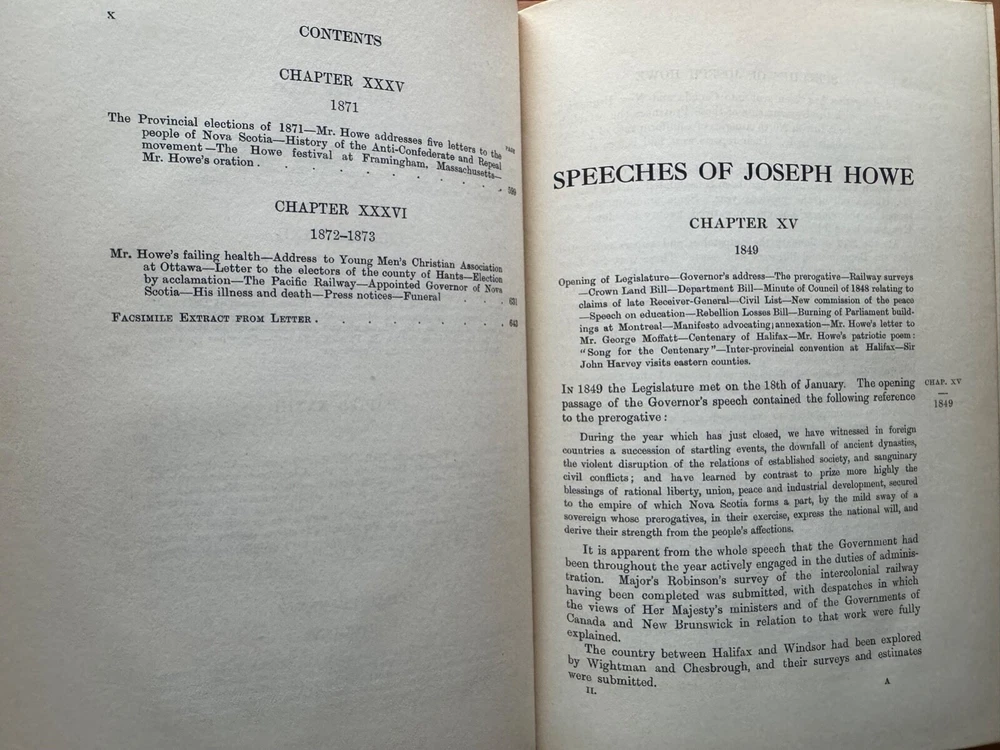 x
CONTENTS
CHAPTER XXXV
1871
PAGE
The Provincial elections of 1871—Mr. Howe addresses five letters to the
people of Nova Scotia—History of the Anti-Confederate and Repeal
movement—The Howe festival at Framingham, Massachusetts—
Mr. Howe's oration . . . . . . . . . . 599
CHAPTER XXXVI
1872–1873
Mr. Howe's failing health—Address to Young Men's Christian Association
at Ottawa—Letter to the electors of the county of Hants—Election
by acclamation—The Pacific Railway—Appointed Governor of Nova
Scotia—His illness and death—Press notices—Funeral . . . 631
FACSIMILE EXTRACT FROM LETTER . . . . . . . . . 643
SPEECHES OF JOSEPH HOWE
CHAPTER XV
1849
Opening of Legislature—Governor's address—The prerogative—Railway surveys
—Crown Land Bill—Department Bill—Minute of Council of 1848 relating to
claims of late Receiver-General—Civil List—New commission of the peace
—Speech on education—Rebellion Losses Bill—Burning of Parliament build-
ings at Montreal—Manifesto advocating annexation—Mr. Howe's letter to
Mr. George Moffatt—Centenary of Halifax—Mr. Howe's patriotic poem:
"Song for the Centenary"—Inter-provincial convention at Halifax—Sir
John Harvey visits eastern counties.
IN 1849 the Legislature met on the 18th of January. The opening
passage of the Governor's speech contained the following reference
to the prerogative:
CHAP. XV
—
1849
During the year which has just closed, we have witnessed in foreign
countries a succession of startling events, the downfall of ancient dynasties,
the violent disruption of the relations of established society, and sanguinary
civil conflicts; and have learned by contrast to prize more highly the
blessings of rational liberty, union, peace and industrial development, secured
to the empire of which Nova Scotia forms a part, by the mild sway of a
sovereign whose prerogatives, in their exercise, express the national will, and
derive their strength from the people's affections.
It is apparent from the whole speech that the Government had
been throughout the year actively engaged in the duties of adminis-
tration. Major's Robinson's survey of the intercolonial railway
having been completed was submitted, with despatches in which
the views of Her Majesty's ministers and of the Governments of
Canada and New Brunswick in relation to that work were fully
explained.
The country between Halifax and Windsor had been explored
by Wightman and Chesbrough, and their surveys and estimates
were submitted.
II. A